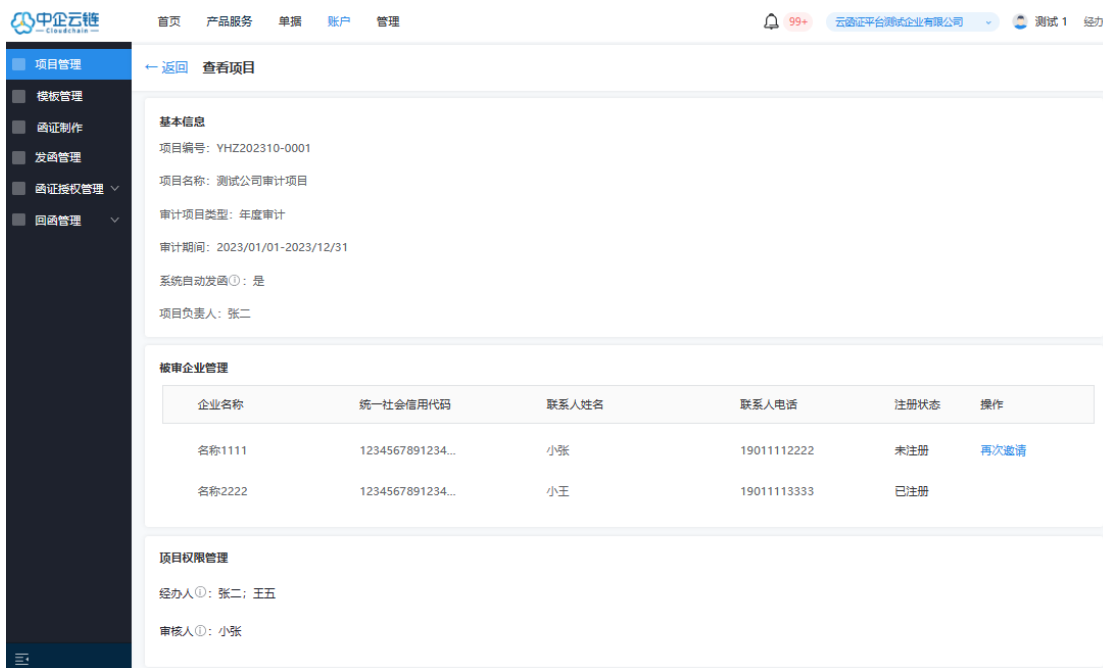 中企云链 首页 产品服务 单据 账户 管理 99+ 云函证平台测试企业有限公司 测试 1 经办
Cloudchain
项目管理
←返回 查看项目
模板管理
函证制作
发函管理
函证授权管理
回函管理
基本信息
项目编号：YHZ202310-0001
项目名称：测试公司审计项目
审计项目类型：年度审计
审计期间：2023/01/01-2023/12/31
系统自动发函ⓘ：是
项目负责人：张二
被审企业管理
企业名称 统一社会信用代码 联系人姓名 联系人电话 注册状态 操作
名称1111 1234567891234... 小张 19011112222 未注册 再次邀请
名称2222 1234567891234... 小王 19011113333 已注册
项目权限管理
经办人ⓘ：张二；王五
审核人ⓘ：小张